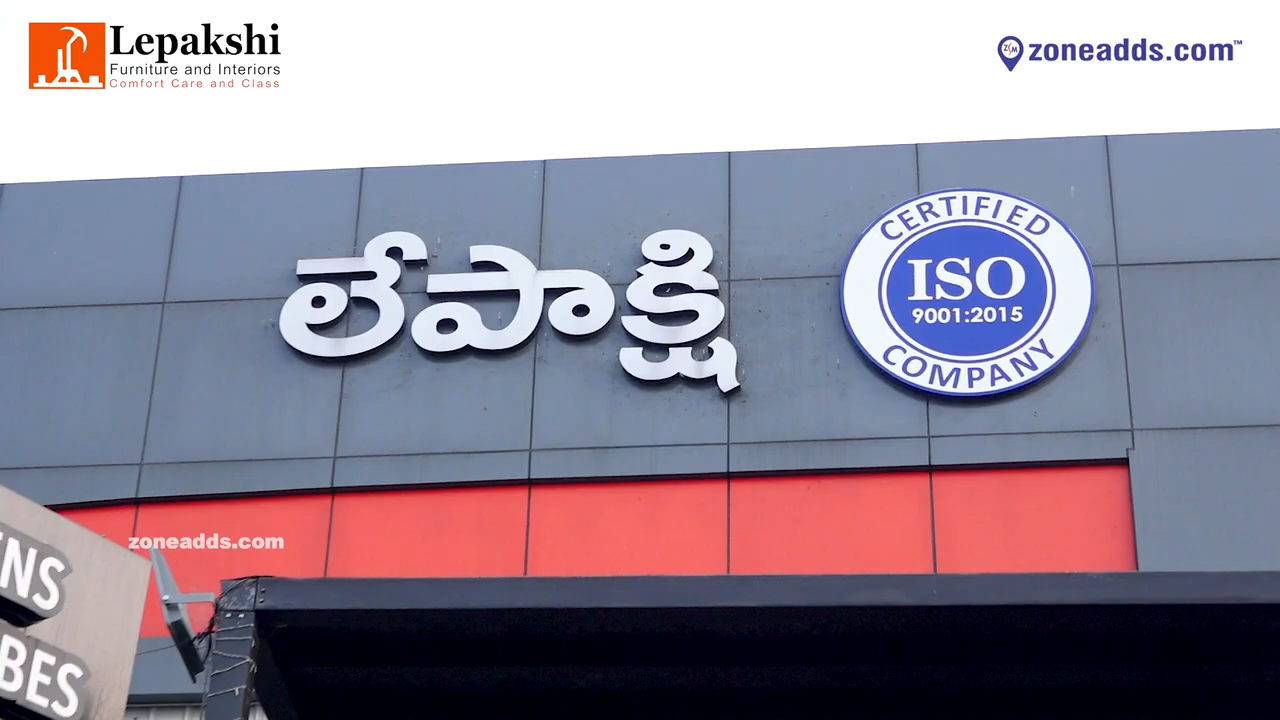 Lepakshi
Furniture and Interiors
Comfort Care and Class
zoneadds.com™
లేపాక్షి
CERTIFIED
ISO
9001:2015
COMPANY
zoneadds.com
ENS
BES